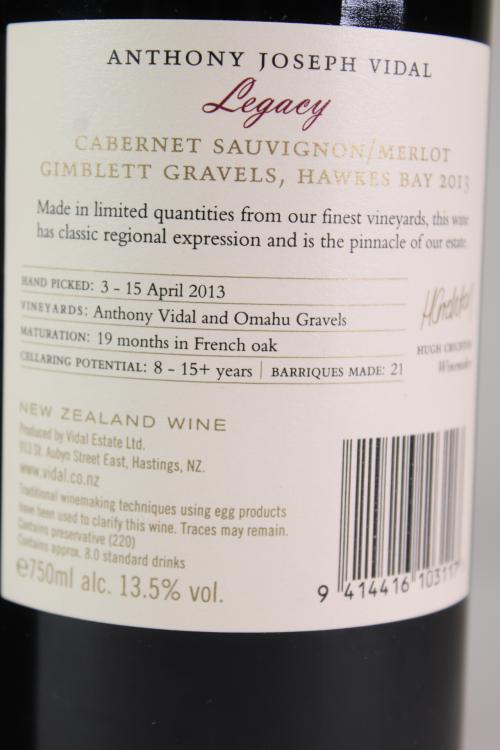 ANTHONY JOSEPH VIDAL
Legacy
CABERNET SAUVIGNON/MERLOT
GIMBLETT GRAVELS, HAWKES BAY 2013
Made in limited quantities from our finest vineyards, this wine
has classic regional expression and is the pinnacle of our estate.
HAND PICKED: 3 - 15 April 2013
VINEYARDS: Anthony Vidal and Omahu Gravels
MATURATION: 19 months in French oak
CELLARING POTENTIAL: 8 - 15+ years | BARRIQUES MADE: 21
HUGH CRICHTON
Winemaker
NEW ZEALAND WINE
Produced by Vidal Estate Ltd.
913 St. Aubyn Street East, Hastings, NZ.
www.vidal.co.nz
Traditional winemaking techniques using egg products
have been used to clarify this wine. Traces may remain.
Contains preservative (220)
Contains approx. 8.0 standard drinks
e750ml alc. 13.5% vol.
9 414416 103117